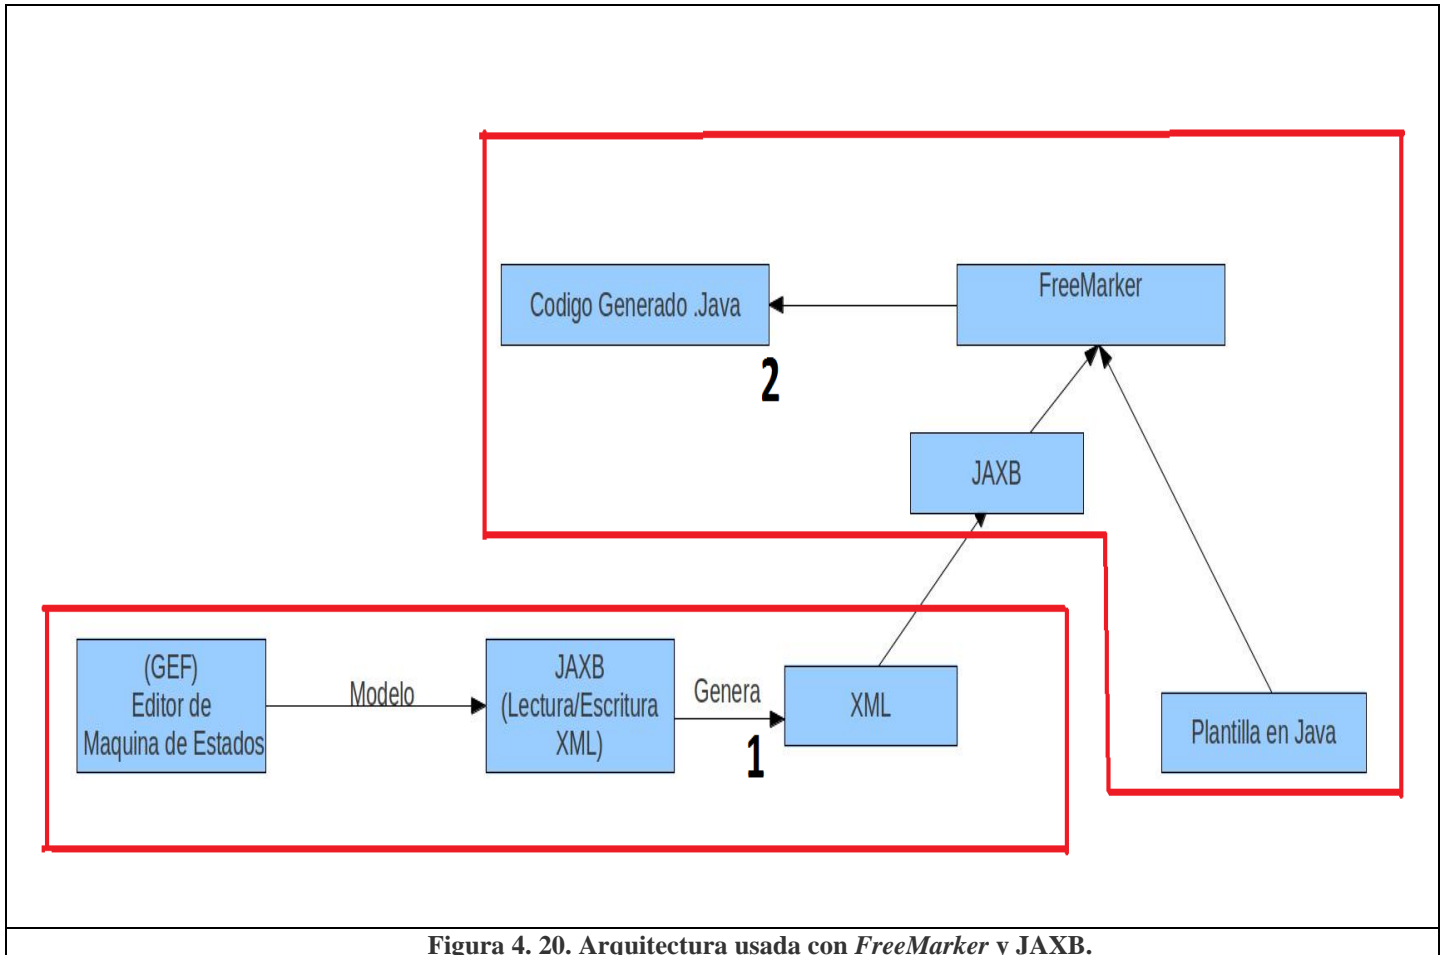 Codigo Generado .Java
FreeMarker
2
JAXB
(GEF)
Editor de
Maquina de Estados
Modelo
JAXB
(Lectura/Escritura
XML)
Genera
1
XML
Plantilla en Java
Figura 4. 20. Arquitectura usada con FreeMarker y JAXB.